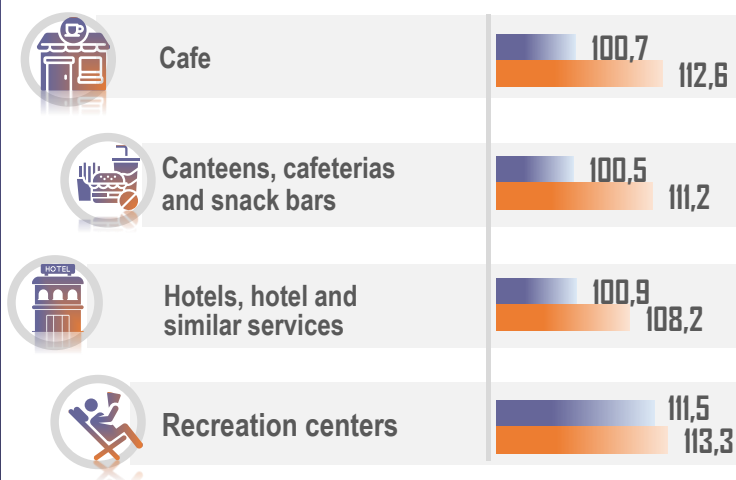 Cafe
100,7
112,6
Canteens, cafeterias
and snack bars
100,5
111,2
HOTEL
Hotels, hotel and
similar services
100,9
108,2
Recreation centers
111,5
113,3